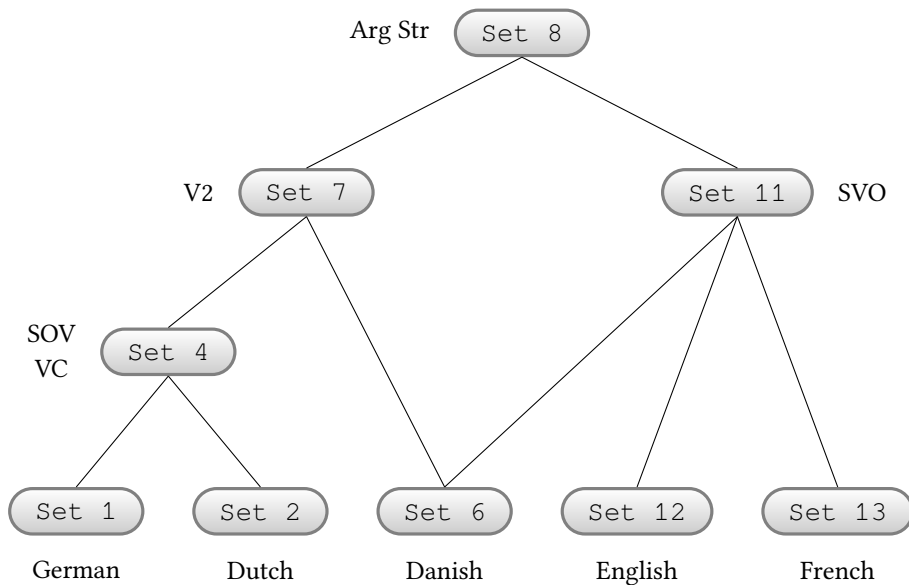 Arg Str Set 8
V2 Set 7 Set 11 SVO
SOV
VC
Set 4
Set 1 Set 2 Set 6 Set 12 Set 13
German Dutch Danish English French